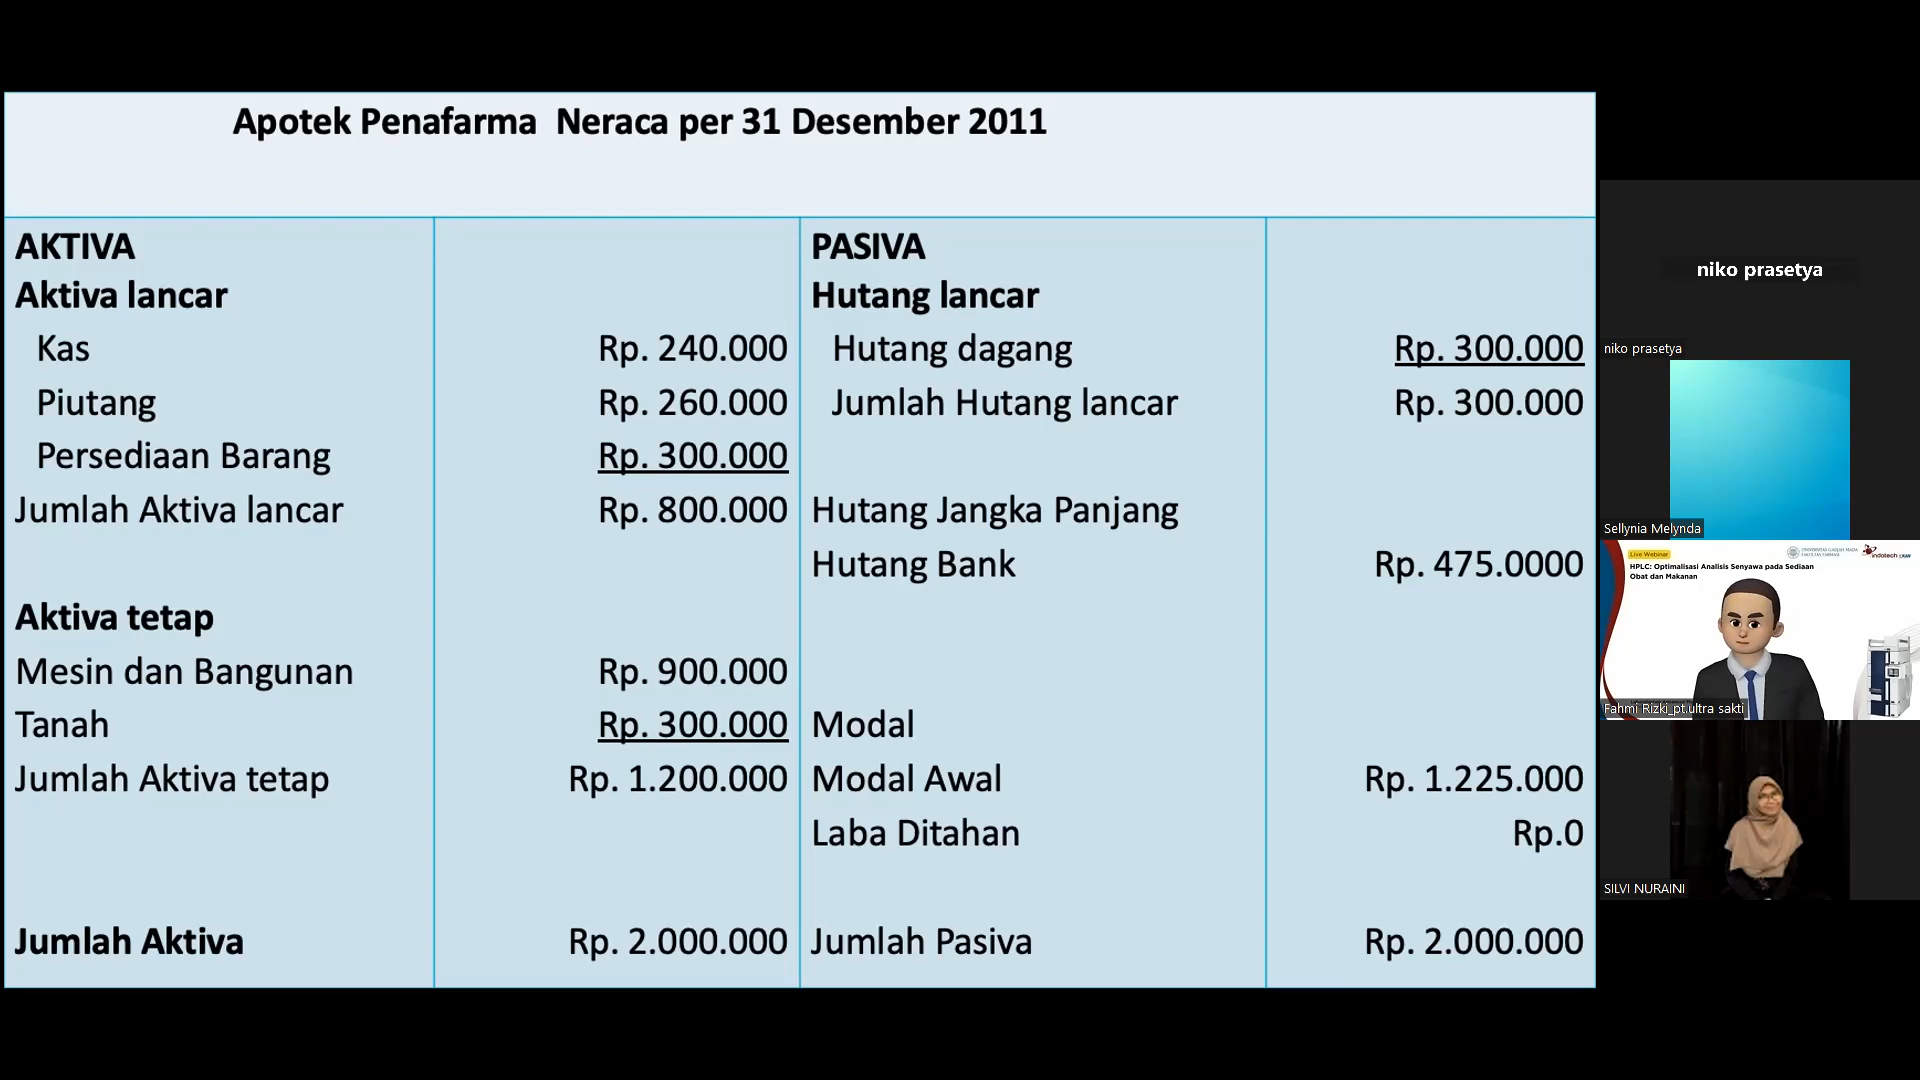 Apotek Penafarma  Neraca per 31 Desember 2011
AKTIVA
Aktiva lancar
Kas Rp. 240.000
Piutang Rp. 260.000
Persediaan Barang Rp. 300.000
Jumlah Aktiva lancar Rp. 800.000
Aktiva tetap
Mesin dan Bangunan Rp. 900.000
Tanah Rp. 300.000
Jumlah Aktiva tetap Rp. 1.200.000
Jumlah Aktiva Rp. 2.000.000
PASIVA
Hutang lancar
Hutang dagang Rp. 300.000
Jumlah Hutang lancar Rp. 300.000
Hutang Jangka Panjang
Hutang Bank Rp. 475.0000
Modal
Modal Awal Rp. 1.225.000
Laba Ditahan Rp.0
Jumlah Pasiva Rp. 2.000.000
niko prasetya
niko prasetya
Sellynia Melynda
Live Webinar
UNIVERSITAS GADJAH MADA
FAKULTAS FARMASI
indotech
HPLC: Optimalisasi Analisis Senyawa pada Sediaan
Obat dan Makanan
Fahmi Rizki_pt.ultra sakti
SILVI NURAINI